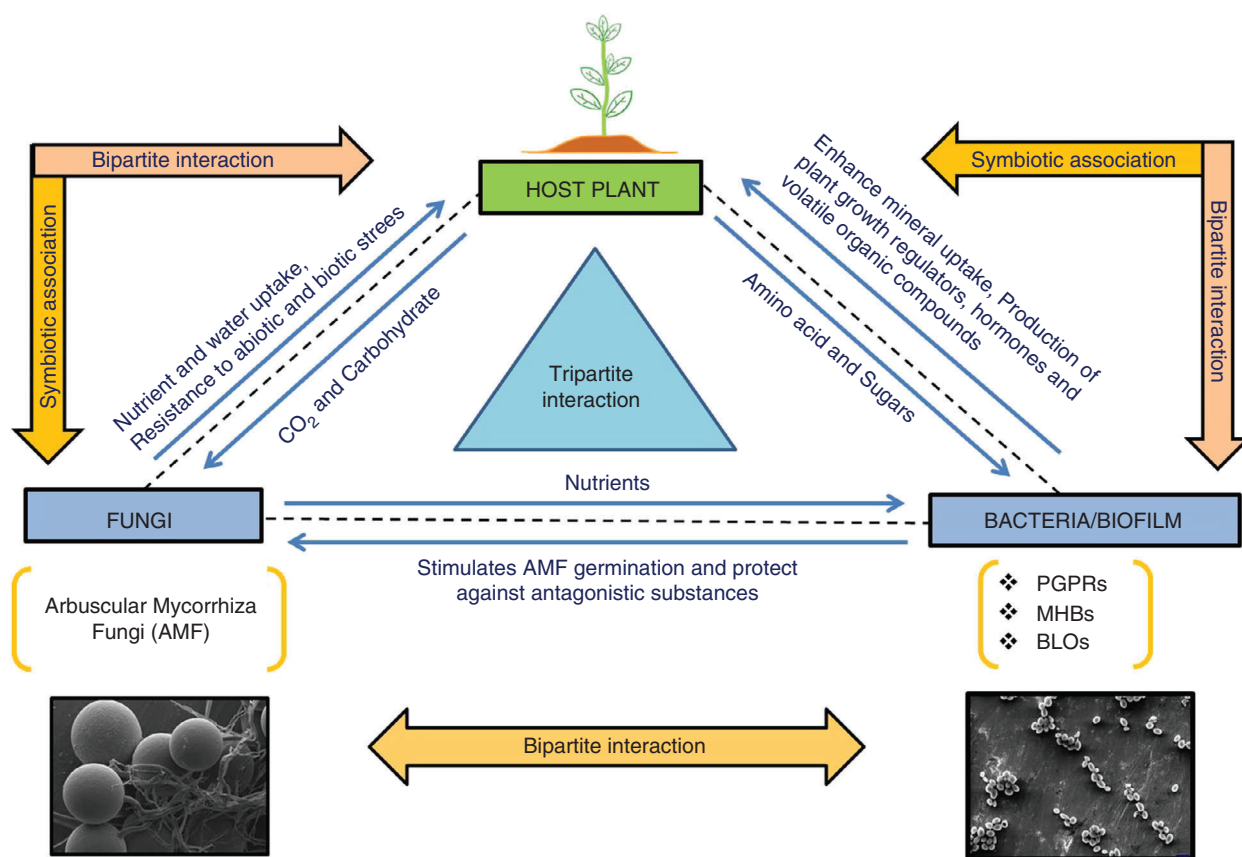 HOST PLANT
Bipartite interaction
Symbiotic association
Symbiotic association
Bipartite interaction
Nutrient and water uptake,
Resistance to abiotic and biotic strees
CO₂ and Carbohydrate
Enhance mineral uptake, Production of
plant growth regulators, hormones and
volatile organic compounds
Amino acid and Sugars
Tripartite
interaction
FUNGI
Nutrients
BACTERIA/BIOFILM
Stimulates AMF germination and protect
against antagonistic substances
Arbuscular Mycorrhiza
Fungi (AMF)
❖ PGPRs
❖ MHBs
❖ BLOs
Bipartite interaction